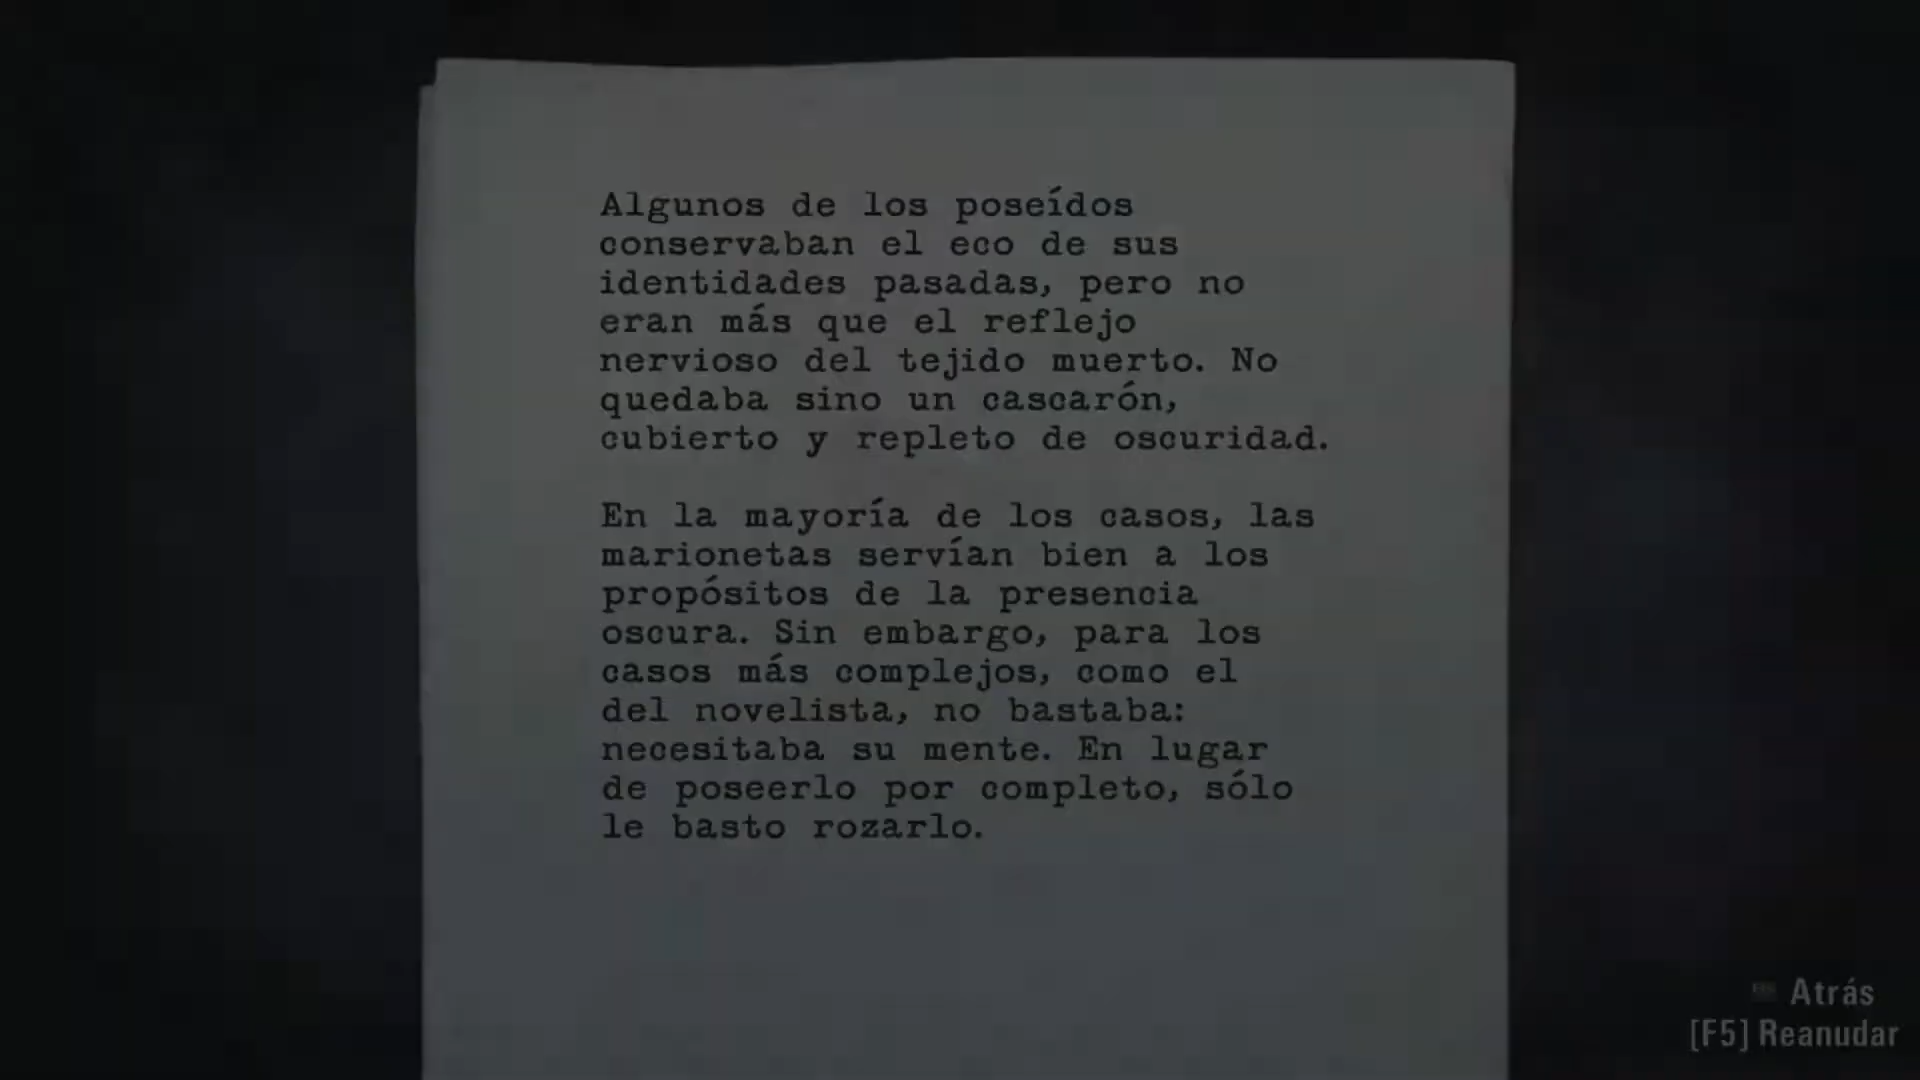 Algunos de los poseídos
conservaban el eco de sus
identidades pasadas, pero no
eran más que el reflejo
nervioso del tejido muerto. No
quedaba sino un cascarón,
cubierto y repleto de oscuridad.
En la mayoría de los casos, las
marionetas servían bien a los
propósitos de la presencia
oscura. Sin embargo, para los
casos más complejos, como el
del novelista, no bastaba:
necesitaba su mente. En lugar
de poseerlo por completo, sólo
le basto rozarlo.
Atrás
[F5] Reanudar